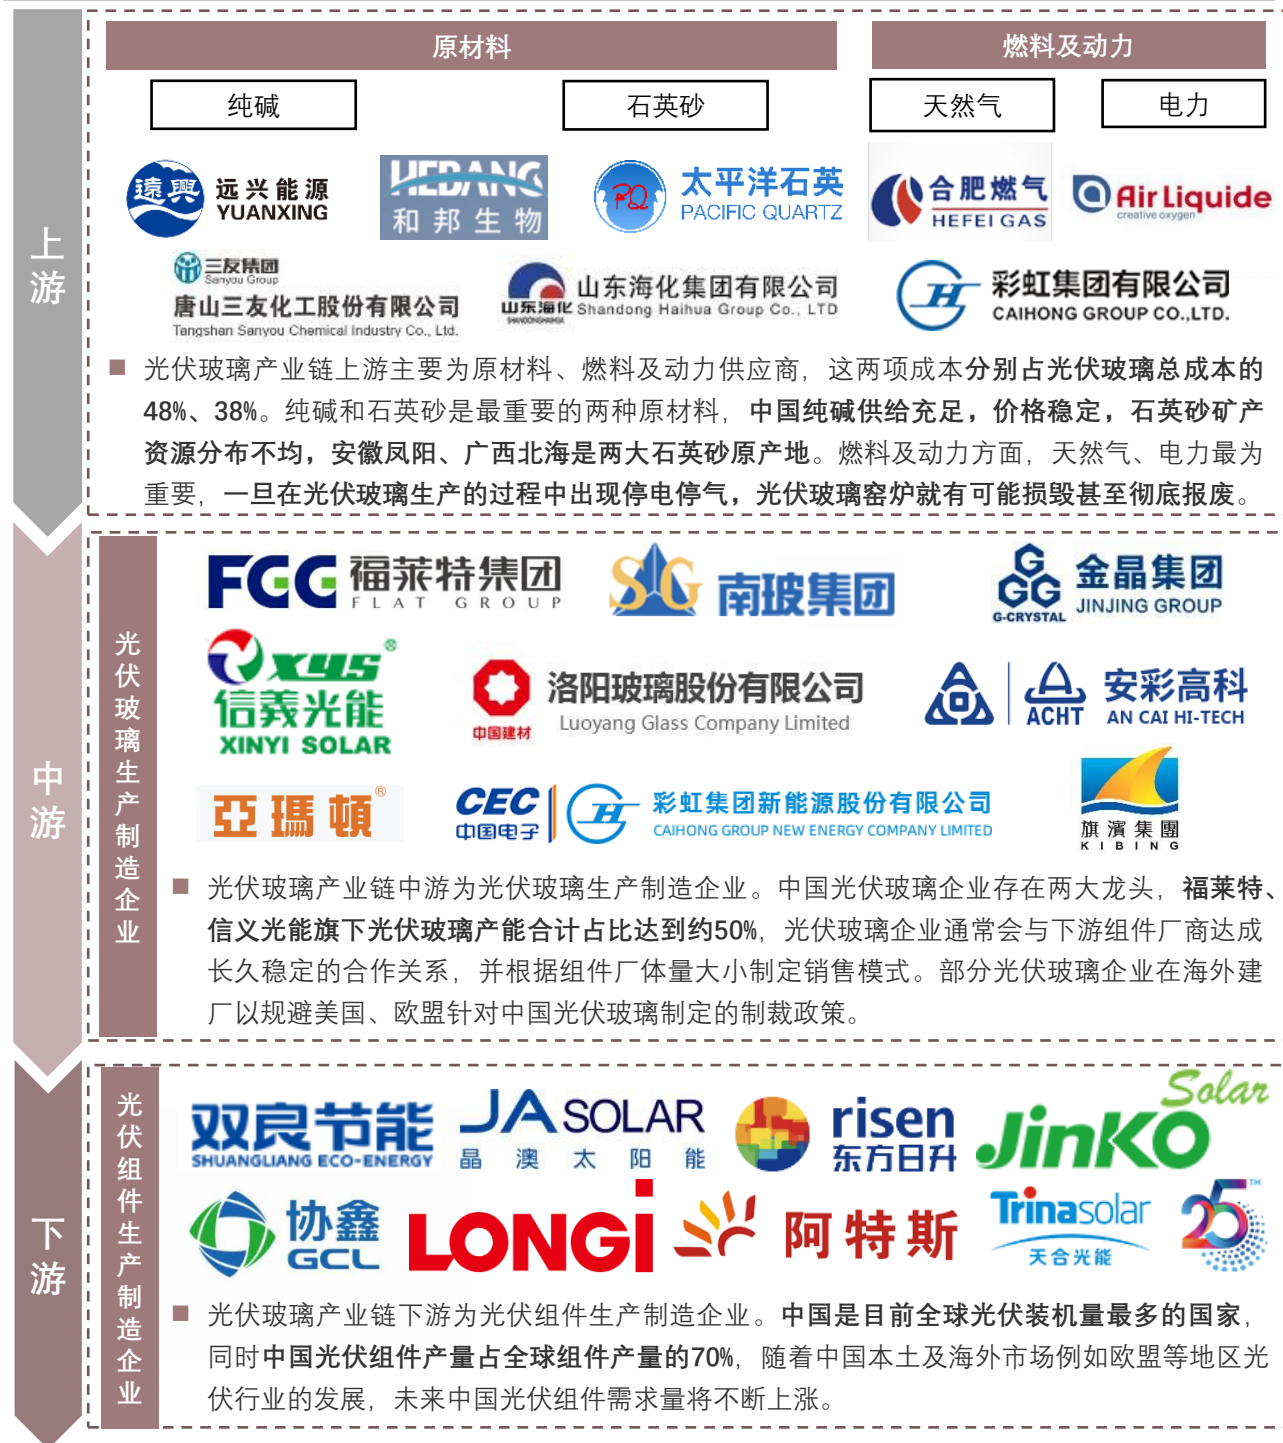 上游
原材料
燃料及动力
纯碱
石英砂
天然气
电力
遠興
远兴能源
YUANXING
HEBANG
和邦生物
PQ
太平洋石英
PACIFIC QUARTZ
合肥燃气
HEFEI GAS
Air Liquide
creative oxygen
三友集团
Sanyou Group
唐山三友化工股份有限公司
Tangshan Sanyou Chemical Industry Co., Ltd.
山东海化
山东海化集团有限公司
Shandong Haihua Group Co., LTD
彩虹集团有限公司
CAIHONG GROUP CO.,LTD.
光伏玻璃产业链上游主要为原材料、燃料及动力供应商，这两项成本分别占光伏玻璃总成本的
48%、38%。纯碱和石英砂是最重要的两种原材料，中国纯碱供给充足，价格稳定，石英砂矿产
资源分布不均，安徽凤阳、广西北海是两大石英砂原产地。燃料及动力方面，天然气、电力最为
重要，一旦在光伏玻璃生产的过程中出现停电停气，光伏玻璃窑炉就有可能损毁甚至彻底报废。
中游
光伏玻璃生产制造企业
FGG
福莱特集团
FLAT GROUP
SG
南玻集团
GGG
G-CRYSTAL
金晶集团
JINJING GROUP
xys®
信義光能
XINYI SOLAR
中国建材
洛阳玻璃股份有限公司
Luoyang Glass Company Limited
ACHT
安彩高科
AN CAI HI-TECH
亞瑪頓®
CEC
中国电子
彩虹集团新能源股份有限公司
CAIHONG GROUP NEW ENERGY COMPANY LIMITED
旗濱集團
KIBING
光伏玻璃产业链中游为光伏玻璃生产制造企业。中国光伏玻璃企业存在两大龙头，福莱特、
信义光能旗下光伏玻璃产能合计占比达到约50%，光伏玻璃企业通常会与下游组件厂商达成
长久稳定的合作关系，并根据组件厂体量大小制定销售模式。部分光伏玻璃企业在海外建
厂以规避美国、欧盟针对中国光伏玻璃制定的制裁政策。
下游
光伏组件生产制造企业
双良节能
SHUANGLIANG ECO-ENERGY
JA SOLAR
晶澳太阳能
risen
东方日升
JinKO Solar
协鑫
GCL
LONGi
阿特斯
Trinasolar
天合光能
25TM
光伏玻璃产业链下游为光伏组件生产制造企业。中国是目前全球光伏装机量最多的国家，
同时中国光伏组件产量占全球组件产量的70%，随着中国本土及海外市场例如欧盟等地区光
伏行业的发展，未来中国光伏组件需求量将不断上涨。